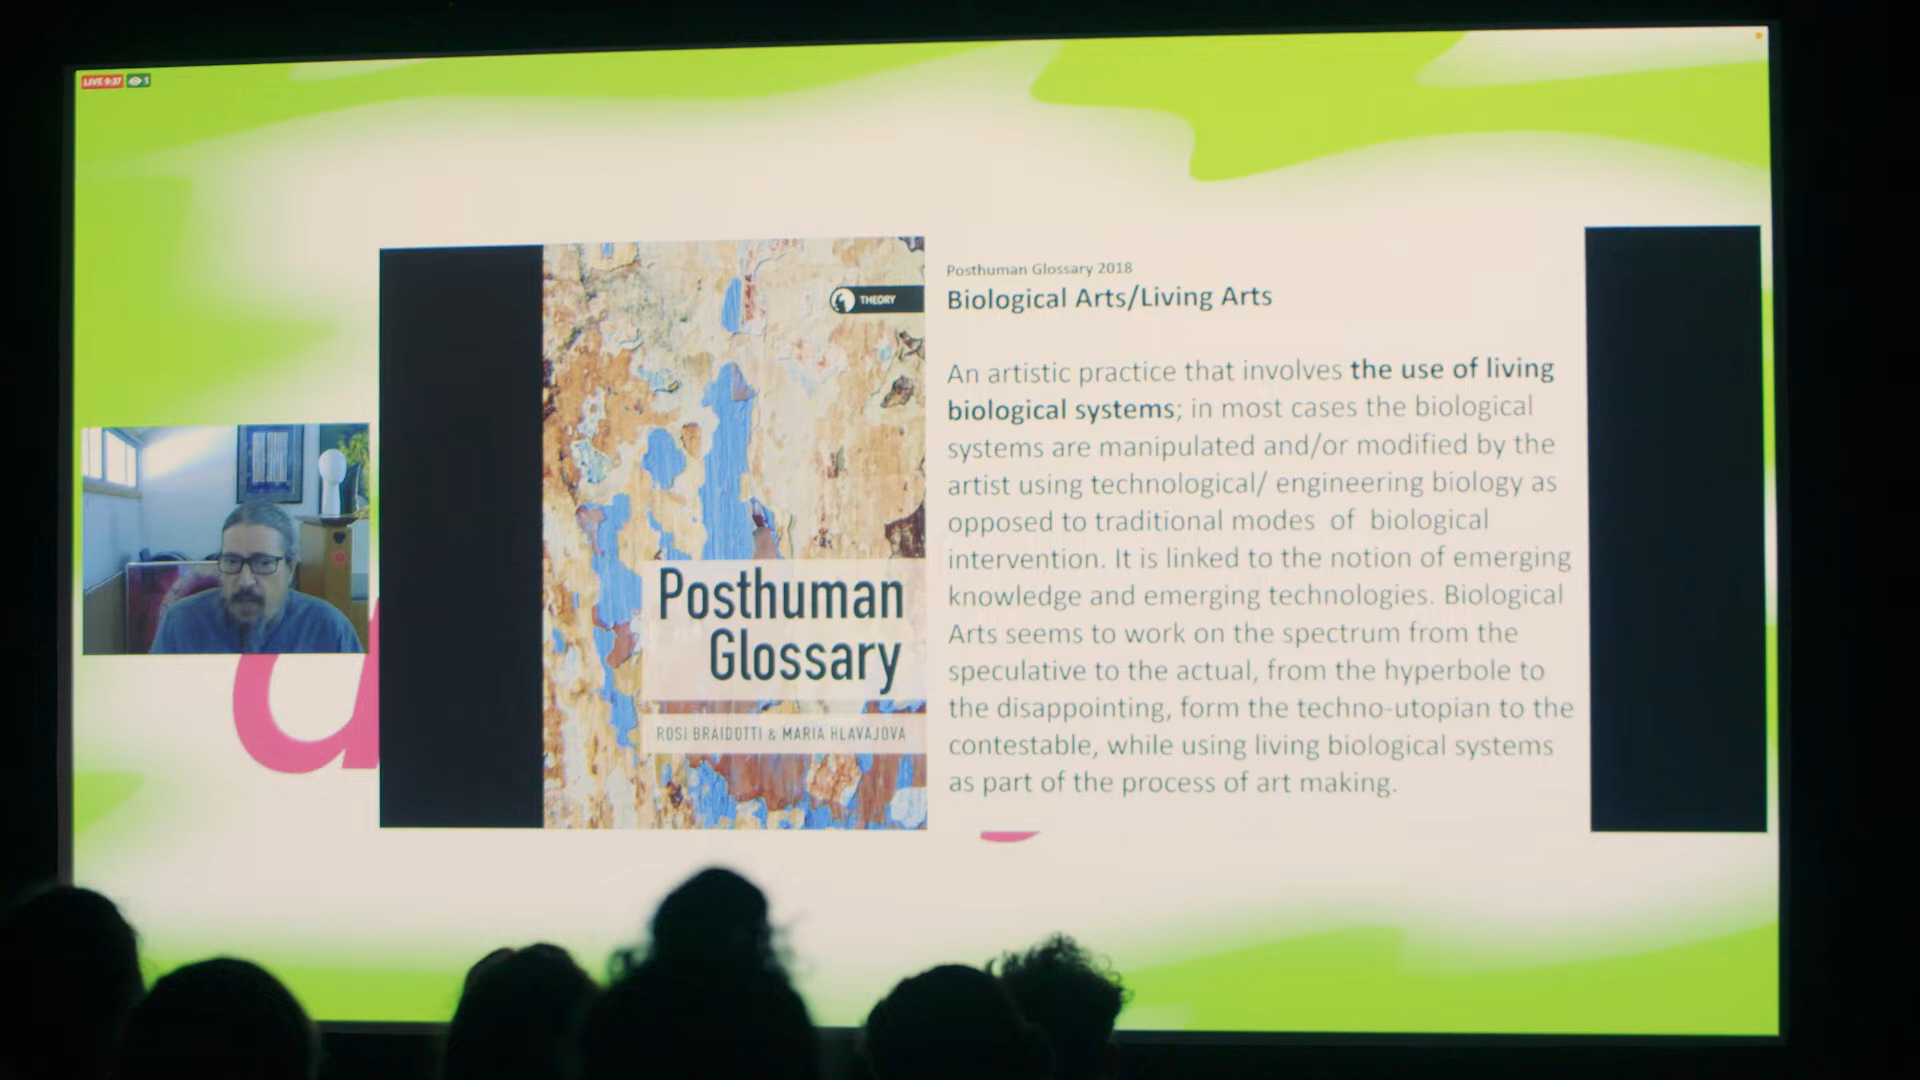 LIVE 9:37
1
THEORY
Posthuman
Glossary
ROSI BRAIDOTTI & MARIA HLAVAJOVA
Posthuman Glossary 2018
Biological Arts/Living Arts
An artistic practice that involves the use of living
biological systems; in most cases the biological
systems are manipulated and/or modified by the
artist using technological/ engineering biology as
opposed to traditional modes of biological
intervention. It is linked to the notion of emerging
knowledge and emerging technologies. Biological
Arts seems to work on the spectrum from the
speculative to the actual, from the hyperbole to
the disappointing, form the techno-utopian to the
contestable, while using living biological systems
as part of the process of art making.